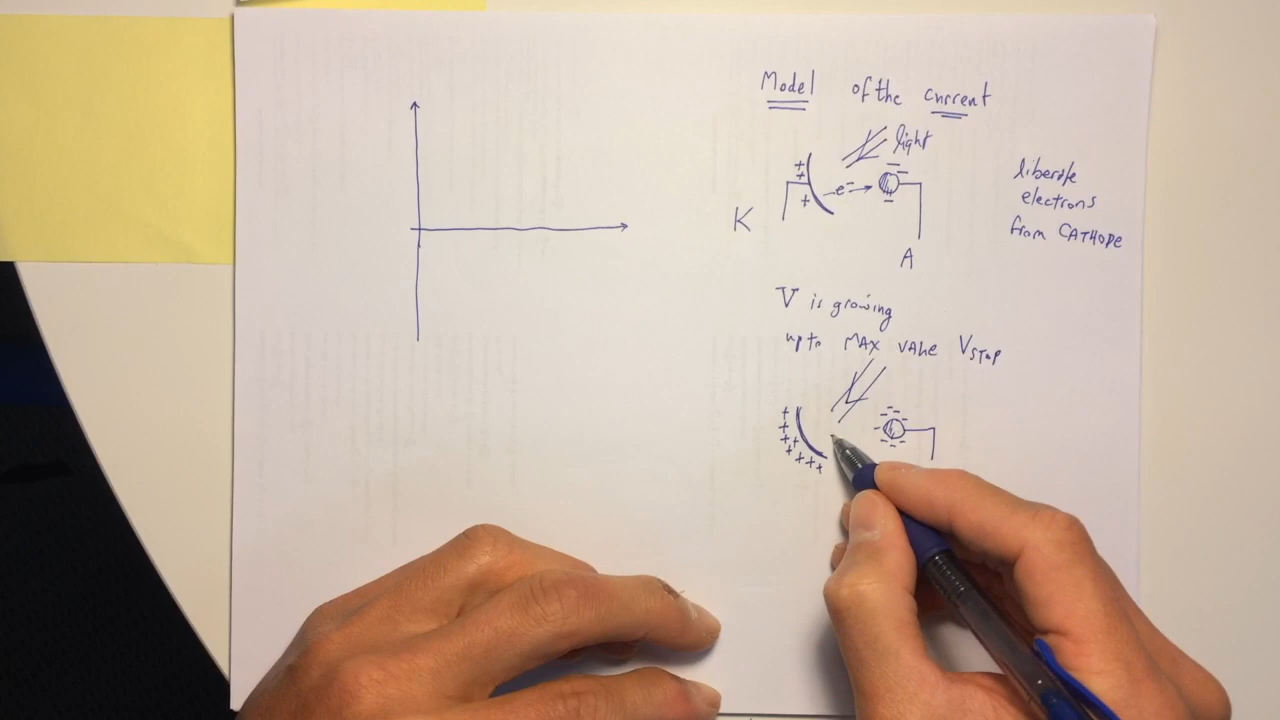 Model of the current
light
+
+
+
e-
K
A
liberate
electrons
from CATHODE
V is growing
up to MAX VALUE VSTOP